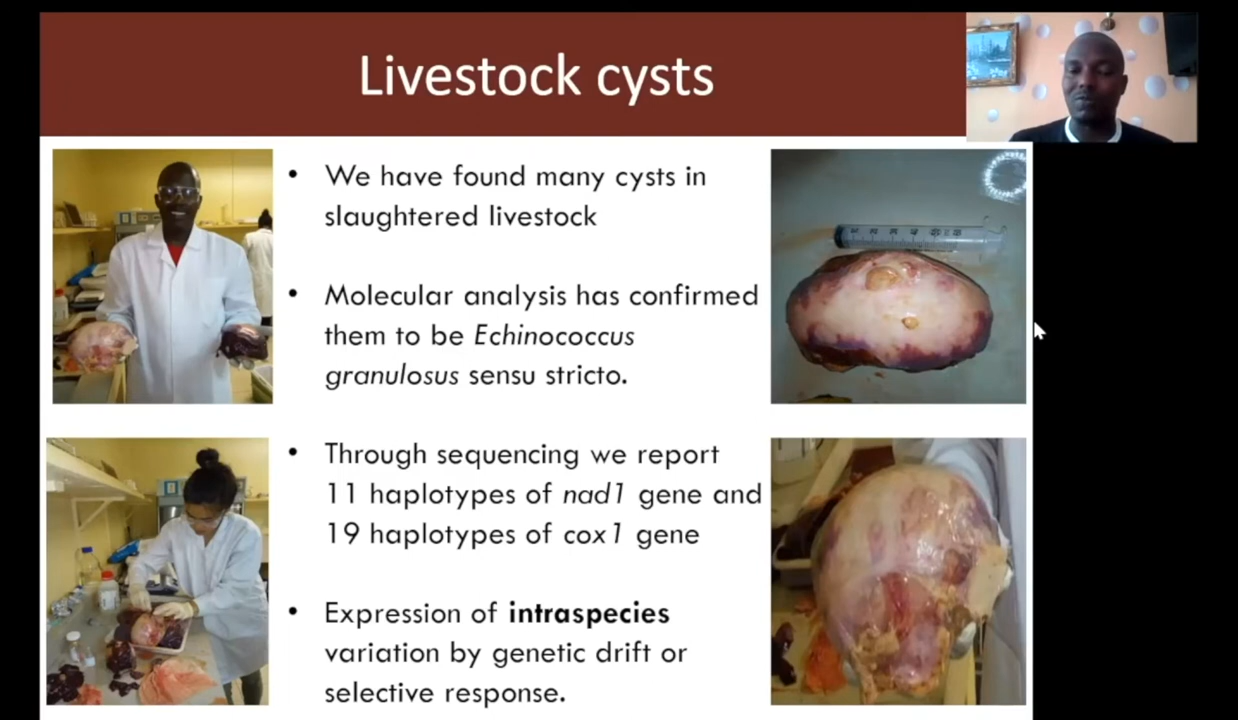 Livestock cysts
• We have found many cysts in
slaughtered livestock
• Molecular analysis has confirmed
them to be Echinococcus
granulosus sensu stricto.
• Through sequencing we report
11 haplotypes of nad1 gene and
19 haplotypes of cox1 gene
• Expression of intraspecies
variation by genetic drift or
selective response.